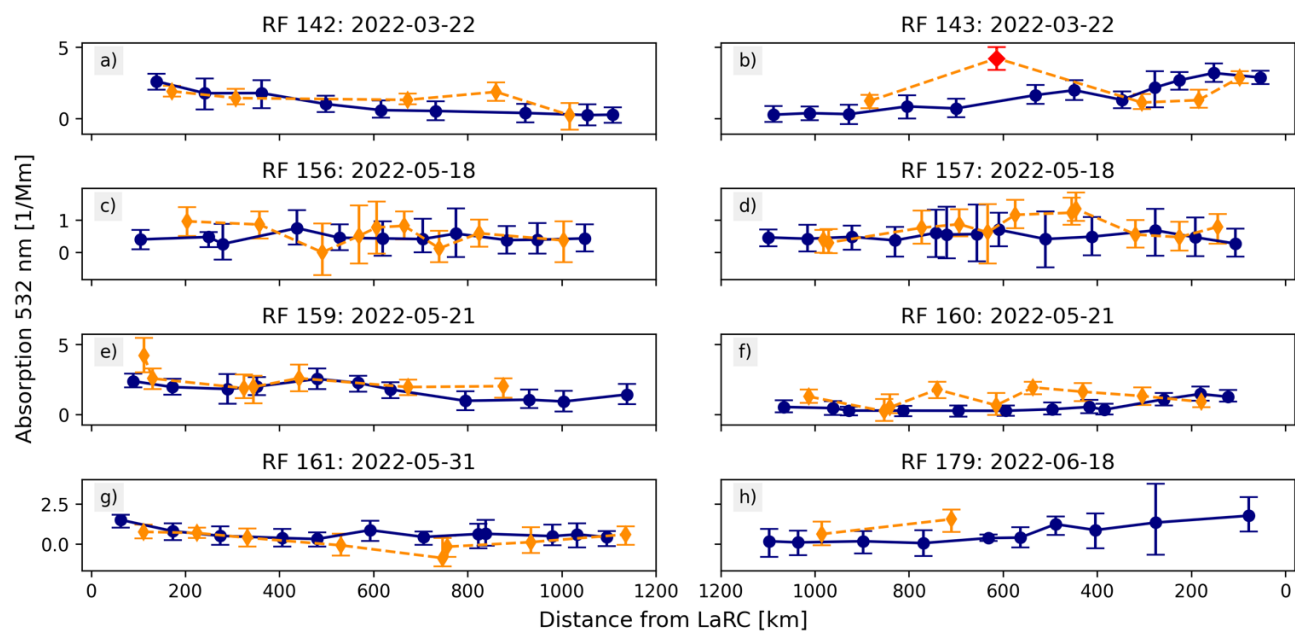 RF 142: 2022-03-22
RF 143: 2022-03-22
a)
b)
5
0
RF 156: 2022-05-18
RF 157: 2022-05-18
c)
d)
1
0
RF 159: 2022-05-21
RF 160: 2022-05-21
e)
f)
5
0
RF 161: 2022-05-31
RF 179: 2022-06-18
g)
h)
2.5
0.0
0 200 400 600 800 1000 1200
1200 1000 800 600 400 200 0
Absorption 532 nm [1/Mm]
Distance from LaRC [km]